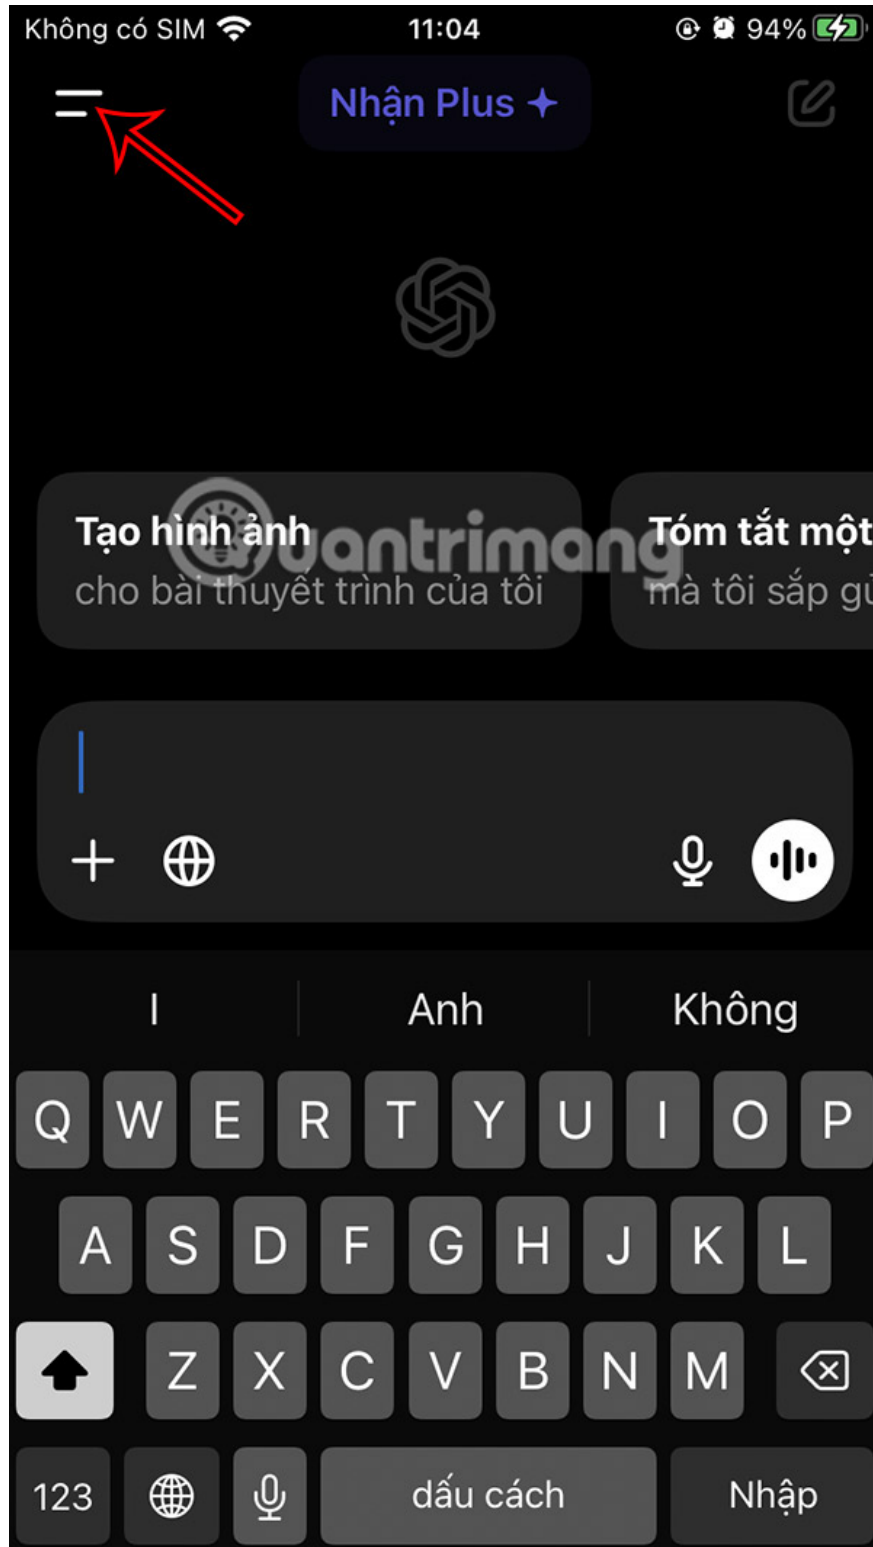 Không có SIM 11:04 94%
Nhận Plus
Tạo hình ảnh
cho bài thuyết trình của tôi
Tóm tắt một
mà tôi sắp gử
Quantrimang
I Anh Không
Q W E R T Y U I O P
A S D F G H J K L
Z X C V B N M
123 dấu cách Nhập